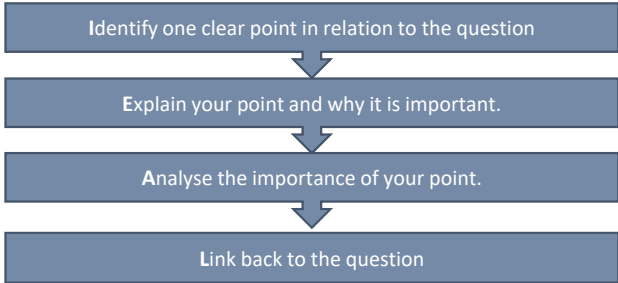 Identify one clear point in relation to the question
Explain your point and why it is important.
Analyse the importance of your point.
Link back to the question